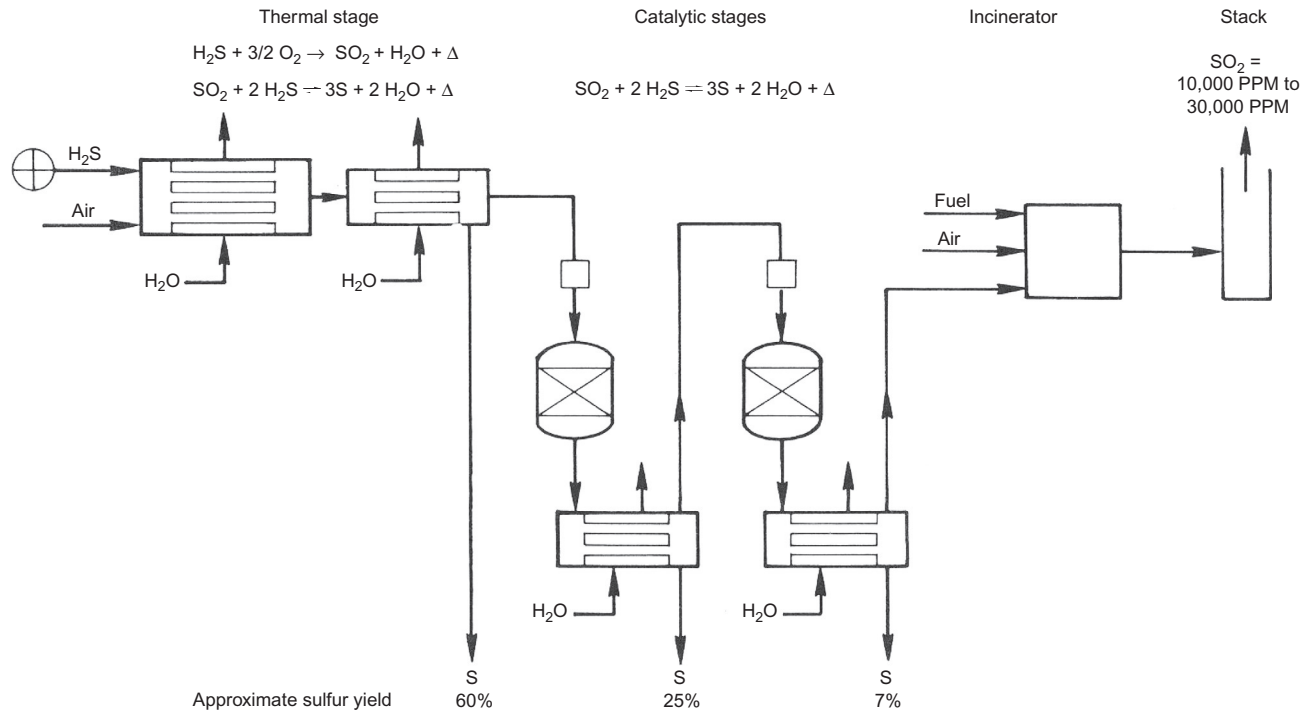 Thermal stage
Catalytic stages
Incinerator
Stack
H₂S + 3/2 O₂ → SO₂ + H₂O + Δ
SO₂ + 2 H₂S ⇌ 3S + 2 H₂O + Δ
SO₂ + 2 H₂S ⇌ 3S + 2 H₂O + Δ
SO₂ =
10,000 PPM to
30,000 PPM
H₂S
Air
H₂O
H₂O
Fuel
Air
H₂O
H₂O
S
S
S
Approximate sulfur yield 60% 25% 7%